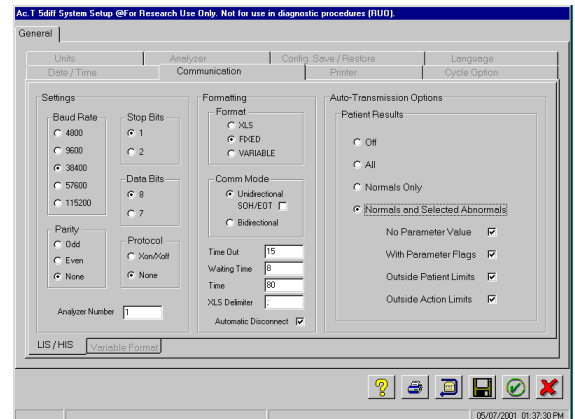 Ac.T 5diff System Setup @For Research Use Only. Not for use in diagnostic procedures (RUO).
General
Units Analyzer Config. Save / Restore Language
Date / Time Communication Printer Cycle Option
Settings
Baud Rate
4800
9600
38400
57600
115200
Stop Bits
1
2
Data Bits
8
7
Parity
Odd
Even
None
Protocol
Xon/Xoff
None
Analyzer Number 1
Formatting
Format
XLS
FIXED
VARIABLE
Comm Mode
Unidirectional
SOH/EOT
Bidirectional
Time Out 15
Waiting Time 8
Time 80
XLS Delimiter ;
Automatic Disconnect
Auto-Transmission Options
Patient Results
Off
All
Normals Only
Normals and Selected Abnormals
No Parameter Value
With Parameter Flags
Outside Patient Limits
Outside Action Limits
LIS / HIS Variable Format
05/07/2001 01:37:30 PM